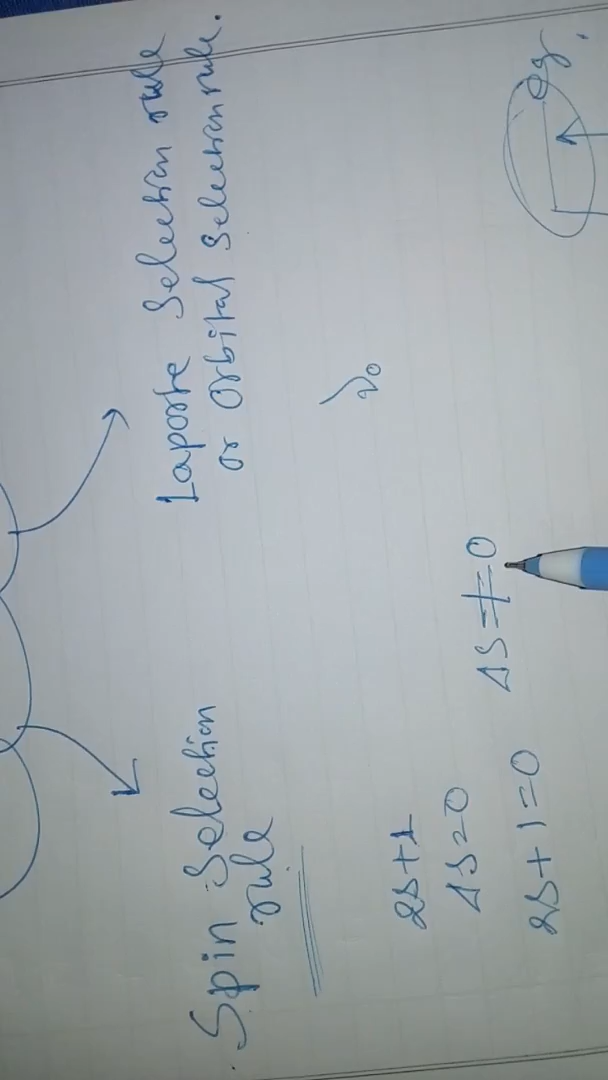 Spin Selection
rule
Laporte Selection rule
or Orbital Selection rule.
2S+1
ΔS=0
2S+1=0
ΔS≠0
eg.